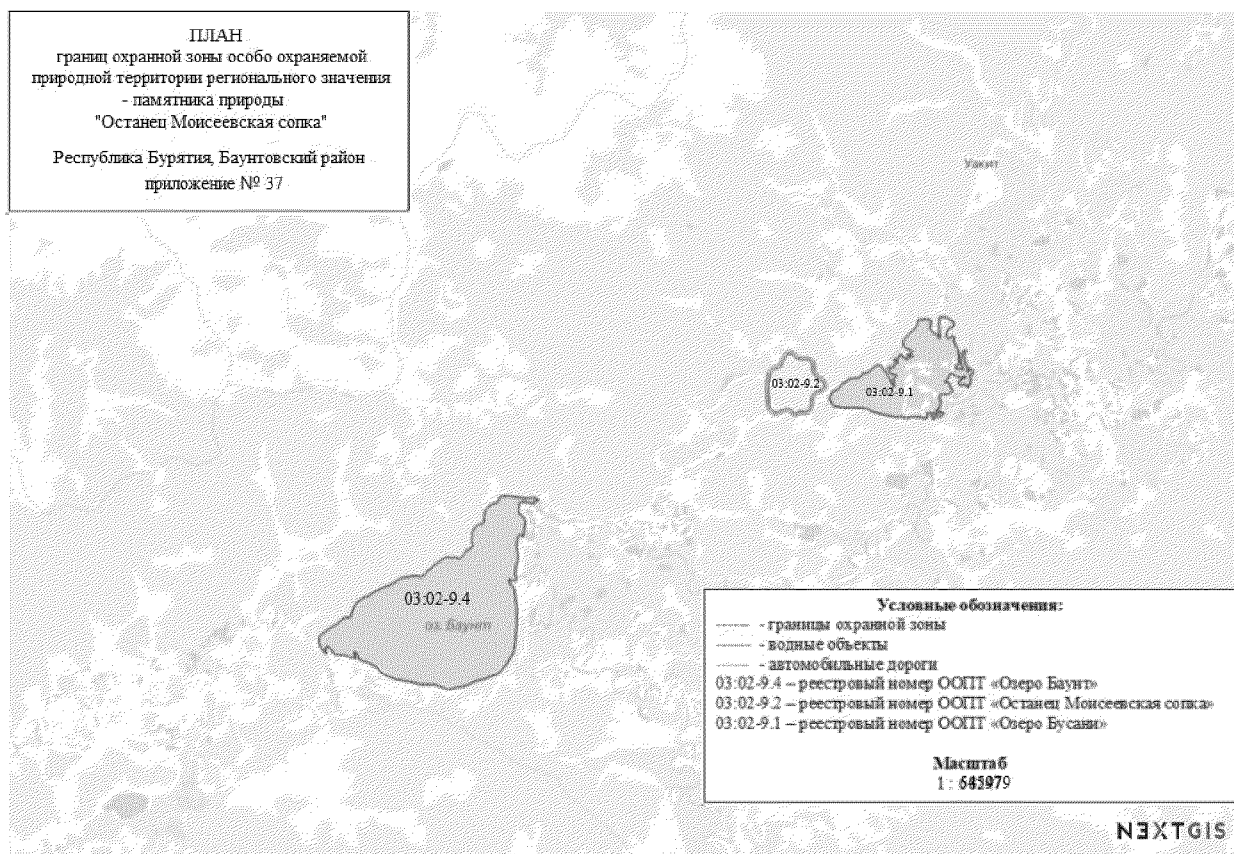 ПЛАН
границ охранной зоны особо охраняемой
природной территории регионального значения
- памятника природы
"Останец Моисеевская сопка"
Республика Бурятия, Баунтовский район
приложение № 37
Уакит
03:02-9.2
03:02-9.1
03:02-9.4
оз. Баунт
Условные обозначения:
- границы охранной зоны
- водные объекты
- автомобильные дороги
03:02-9.4 – реестровый номер ООПТ «Озеро Баунт»
03:02-9.2 – реестровый номер ООПТ «Останец Моисеевская сопка»
03:02-9.1 – реестровый номер ООПТ «Озеро Бусани»
Масштаб
1 :
NEXTGIS